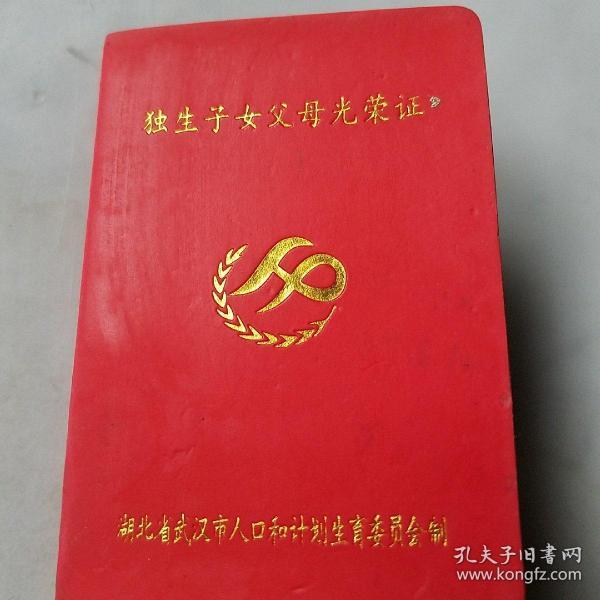 独生子女父母光荣证
湖北省武汉市人口和计划生育委员会制
孔夫子旧书网
www.kongfz.com